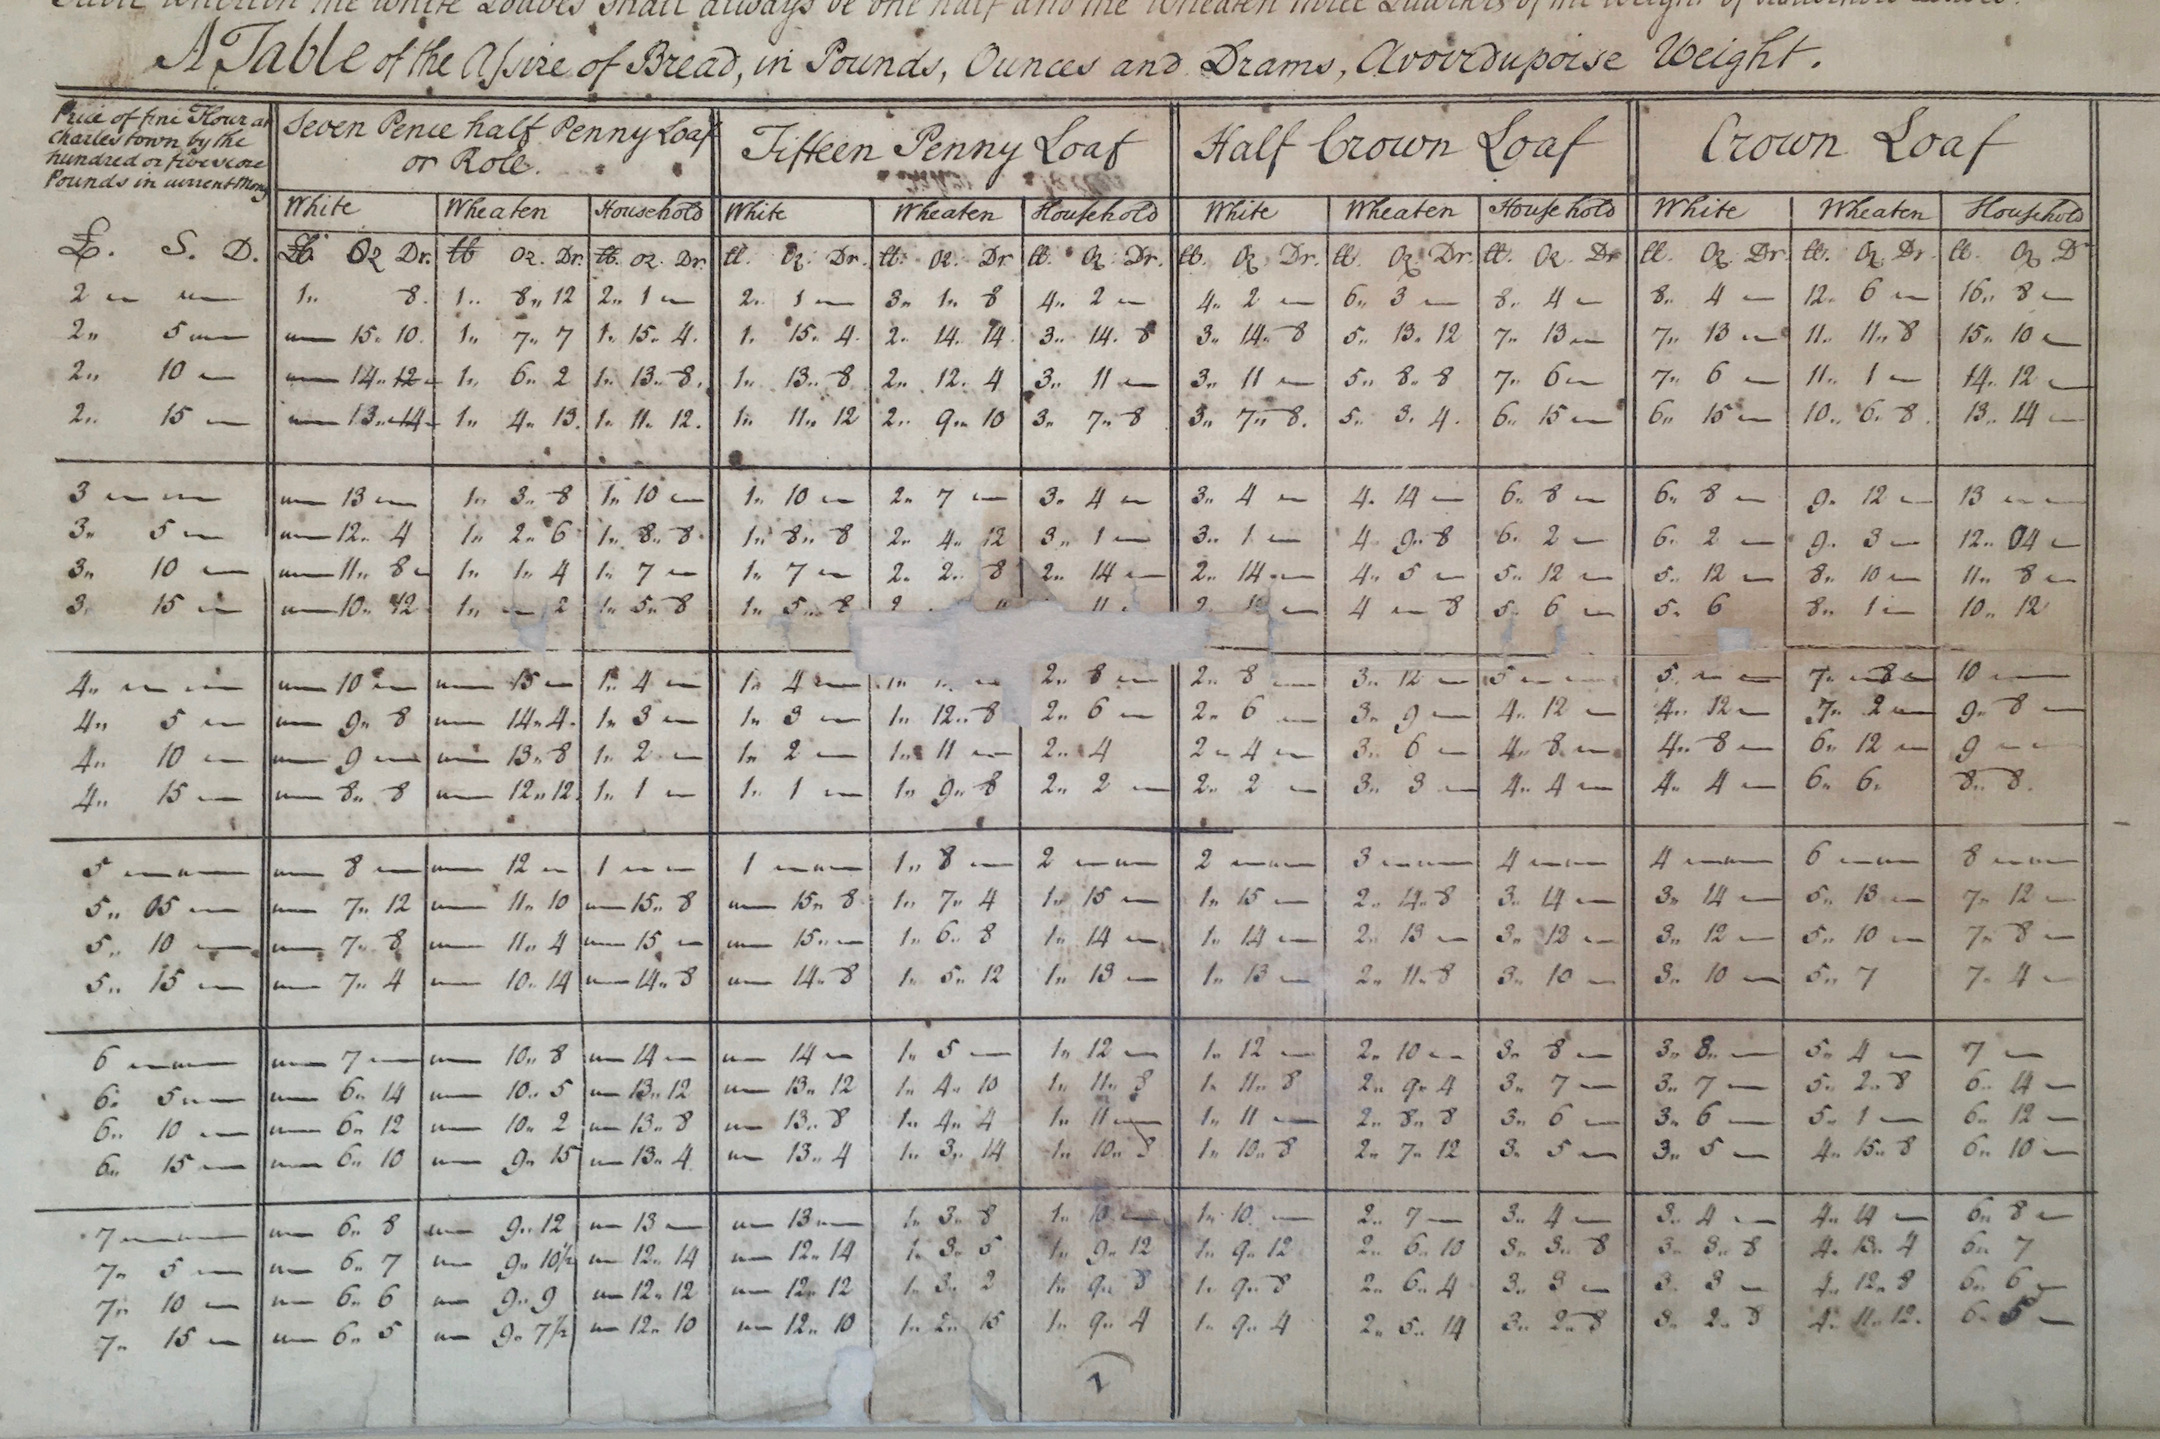 Table wherein the White Loaves shall always be one half and the Wheaten three Quarters of the Weight of Household Loaves.
A Table of the Assize of Bread, in Pounds, Ounces and Drams, Avoirdupoise Weight.
Price of fine Flour at Charlestown by the hundred or five score Pounds in current Mony | Seven Pence half Penny Loaf or Role. | Fifteen Penny Loaf | Half Crown Loaf | Crown Loaf
White | Wheaten | Household | White | Wheaten | Household | White | Wheaten | Household | White | Wheaten | Household
£. S. D. | lb Oz Dr. | lb oz. Dr. | lb. oz. Dr. | lb. Oz. Dr. | lb. oz. Dr | lb. Oz. Dr. | lb. Oz. Dr. | lb. Oz Dr. | lb. Oz. Dr | lb. Oz. Dr | lb. Oz. Dr. | lb. Oz D
2 — — | 1„ 8. | 1„ 8„ 12 | 2„ 1 — | 2„ 1 — | 3„ 1„ 8 | 4„ 2 — | 4„ 2 — | 6„ 3 — | 8„ 4 — | 8„ 4 — | 12„ 6 — | 16„ 8 —
2„ 5 — | — 15„ 10. | 1„ 7„ 7 | 1„ 15„ 4. | 1„ 15„ 4. | 2„ 14„ 14 | 3„ 14„ 8 | 3„ 14„ 8 | 5„ 13„ 12 | 7„ 13 — | 7„ 13 — | 11„ 11„ 8 | 15„ 10 —
2„ 10 — | — 14„ 12 — | 1„ 6„ 2 | 1„ 13„ 8. | 1„ 13„ 8 | 2„ 12„ 4 | 3„ 11 — | 3„ 11 — | 5„ 8„ 8 | 7„ 6 — | 7„ 6 — | 11„ 1 — | 14„ 12 —
2„ 15 — | — 13„ 14 — | 1„ 4„ 13. | 1„ 11„ 12. | 1„ 11„ 12 | 2„ 9„ 10 | 3„ 7„ 8 | 3„ 7„ 8. | 5„ 3„ 4. | 6„ 15 — | 6„ 15 — | 10„ 6„ 8. | 13„ 14 —
3 — — | — 13 — | 1„ 3„ 8 | 1„ 10 — | 1„ 10 — | 2„ 7 — | 3„ 4 — | 3„ 4 — | 4„ 14 — | 6„ 8 — | 6„ 8 — | 9„ 12 — | 13 — —
3„ 5 — | — 12„ 4 | 1„ 2„ 6 | 1„ 8„ 8. | 1„ 8„ 8 | 2„ 4„ 12 | 3„ 1 — | 3„ 1 — | 4„ 9„ 8 | 6„ 2 — | 6„ 2 — | 9„ 3 — | 12„ 04 —
3„ 10 — | — 11„ 8 — | 1„ 1„ 4 | 1„ 7 — | 1„ 7 — | 2„ 2„ 8 | 2„ 14 — | 2„ 14 — | 4„ 5 — | 5„ 12 — | 5„ 12 — | 8„ 10 — | 11„ 8 —
3„ 15 — | — 10„ 12 | 1„ — 2 | 1„ 5„ 8 | 1„ 5„ 8 | 2 | 11 | 2 — | 4 — 8 | 5„ 6 — | 5„ 6 | 8„ 1 — | 10„ 12
4„ — — | — 10 — | — 15 — | 1„ 4 — | 1„ 4 — | | 2„ 8 — | 2„ 8 — | 3„ 12 — | 5 — — | 5 — — | 7„ 8 — | 10 —
4„ 5 — | — 9„ 8 | — 14„ 4. | 1„ 3 — | 1„ 3 — | 1„ 12„ 8 | 2„ 6 — | 2„ 6 — | 3„ 9 — | 4„ 12 — | 4„ 12 — | 7„ 2 — | 9„ 8 —
4„ 10 — | — 9 — | — 13„ 8 | 1„ 2 — | 1„ 2 — | 1„ 11 — | 2„ 4 | 2„ 4 — | 3„ 6 — | 4„ 8 — | 4„ 8 — | 6„ 12 — | 9 — —
4„ 15 — | — 8„ 8 | — 12„ 12. | 1„ 1 — | 1„ 1 — | 1„ 9„ 8 | 2„ 2 — | 2„ 2 — | 3„ 3 — | 4„ 4 — | 4„ 4 — | 6„ 6. | 8„ 8.
5 — — | — 8 — | — 12 — | 1 — — | 1 — — | 1„ 8 — | 2 — — | 2 — — | 3 — — | 4 — — | 4 — — | 6 — — | 8 — —
5„ 05 — | — 7„ 12 | — 11„ 10 | — 15„ 8 | — 15„ 8 | 1„ 7„ 4 | 1„ 15 — | 1„ 15 — | 2„ 14„ 8 | 3„ 14 — | 3„ 14 — | 5„ 13 — | 7„ 12 —
5„ 10 — | — 7„ 8 | — 11„ 4 | — 15 — | — 15 — | 1„ 6„ 8 | 1„ 14 — | 1„ 14 — | 2„ 13 — | 3„ 12 — | 3„ 12 — | 5„ 10 — | 7„ 8 —
5„ 15 — | — 7„ 4 | — 10„ 14 | — 14„ 8 | — 14„ 8 | 1„ 5„ 12 | 1„ 13 — | 1„ 13 — | 2„ 11„ 8 | 3„ 10 — | 3„ 10 — | 5„ 7 | 7„ 4 —
6 — — | — 7 — | — 10„ 8 | — 14 — | — 14 — | 1„ 5 — | 1„ 12 — | 1„ 12 — | 2„ 10 — | 3„ 8 — | 3„ 8„ — | 5„ 4 — | 7 —
6„ 5 — | — 6„ 14 | — 10„ 5 | — 13„ 12 | — 13„ 12 | 1„ 4„ 10 | 1„ 11„ 8 | 1„ 11„ 8 | 2„ 9„ 4 | 3„ 7 — | 3„ 7 — | 5„ 2„ 8 | 6„ 14 —
6„ 10 — | — 6„ 12 | — 10„ 2 | — 13„ 8 | — 13„ 8 | 1„ 4„ 4 | 1„ 11 — | 1„ 11 — | 2„ 8„ 8 | 3„ 6 — | 3„ 6 — | 5„ 1 — | 6„ 12 —
6„ 15 — | — 6„ 10 | — 9„ 15 | — 13„ 4. | — 13„ 4 | 1„ 3„ 14 | 1„ 10„ 8 | 1„ 10„ 8 | 2„ 7„ 12 | 3„ 5 — | 3„ 5 — | 4„ 15„ 8 | 6„ 10 —
7 — — | — 6„ 8 | — 9„ 12 | — 13 — | — 13 — | 1„ 3„ 8 | 1„ 10 — | 1„ 10 — | 2„ 7 — | 3„ 4 — | 3„ 4 — | 4„ 14 — | 6„ 8 —
7„ 5 — | — 6„ 7 | — 9„ 10½ | — 12„ 14 | — 12„ 14 | 1„ 3„ 5 | 1„ 9„ 12 | 1„ 9„ 12 | 2„ 6„ 10 | 3„ 3„ 8 | 3„ 3„ 8 | 4„ 13„ 4 | 6„ 7
7„ 10 — | — 6„ 6 | — 9„ 9 | — 12„ 12 | — 12„ 12 | 1„ 3„ 2 | 1„ 9„ 8 | 1„ 9„ 8 | 2„ 6„ 4 | 3„ 3 — | 3„ 3 — | 4„ 12„ 8 | 6„ 6 —
7„ 15 — | — 6„ 5 | — 9„ 7½ | — 12„ 10 | — 12„ 10 | 1„ 2„ 15 | 1„ 9„ 4 | 1„ 9„ 4 | 2„ 5„ 14 | 3„ 2„ 8 | 3„ 2„ 8 | 4„ 11„ 12. | 6„ 5 —